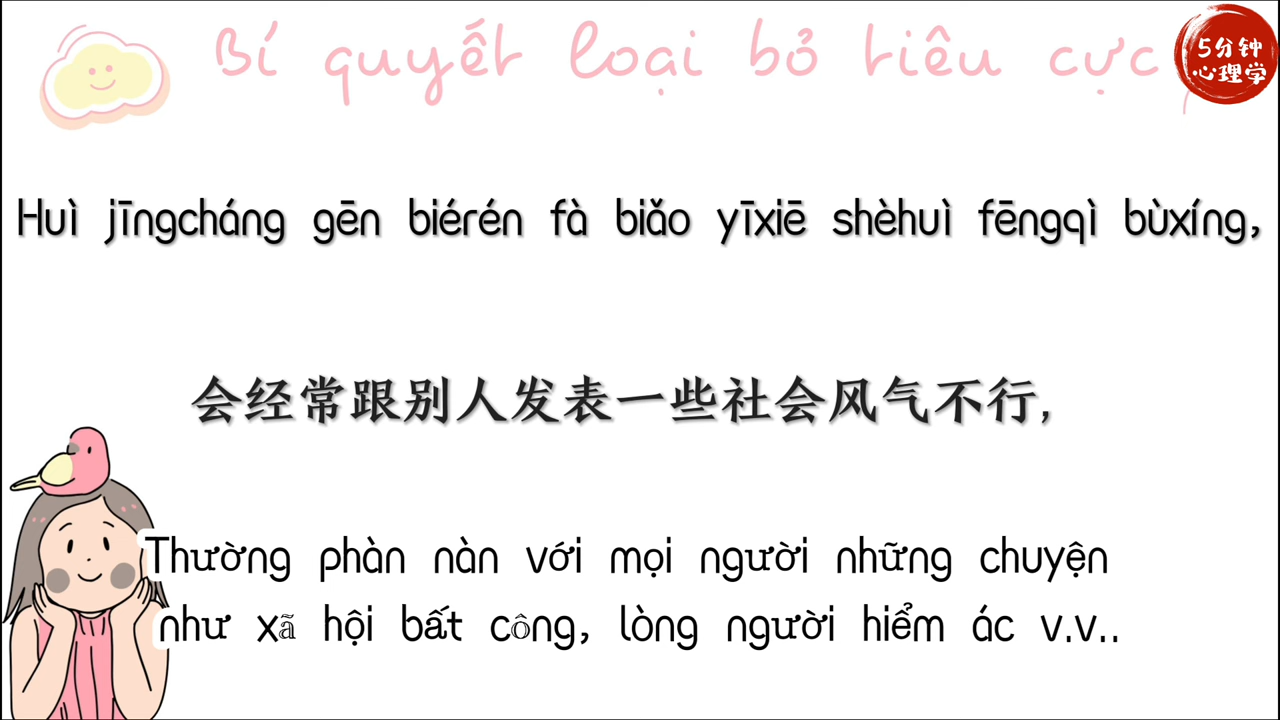 Bí quyết loại bỏ tiêu cực
5分钟
心理学
Huì jīngcháng gēn biérén fà biǎo yīxiē shèhuì fēngqì bùxíng,
会经常跟别人发表一些社会风气不行,
Thường phàn nàn với mọi người những chuyện
như xã hội bất công, lòng người hiểm ác v.v..